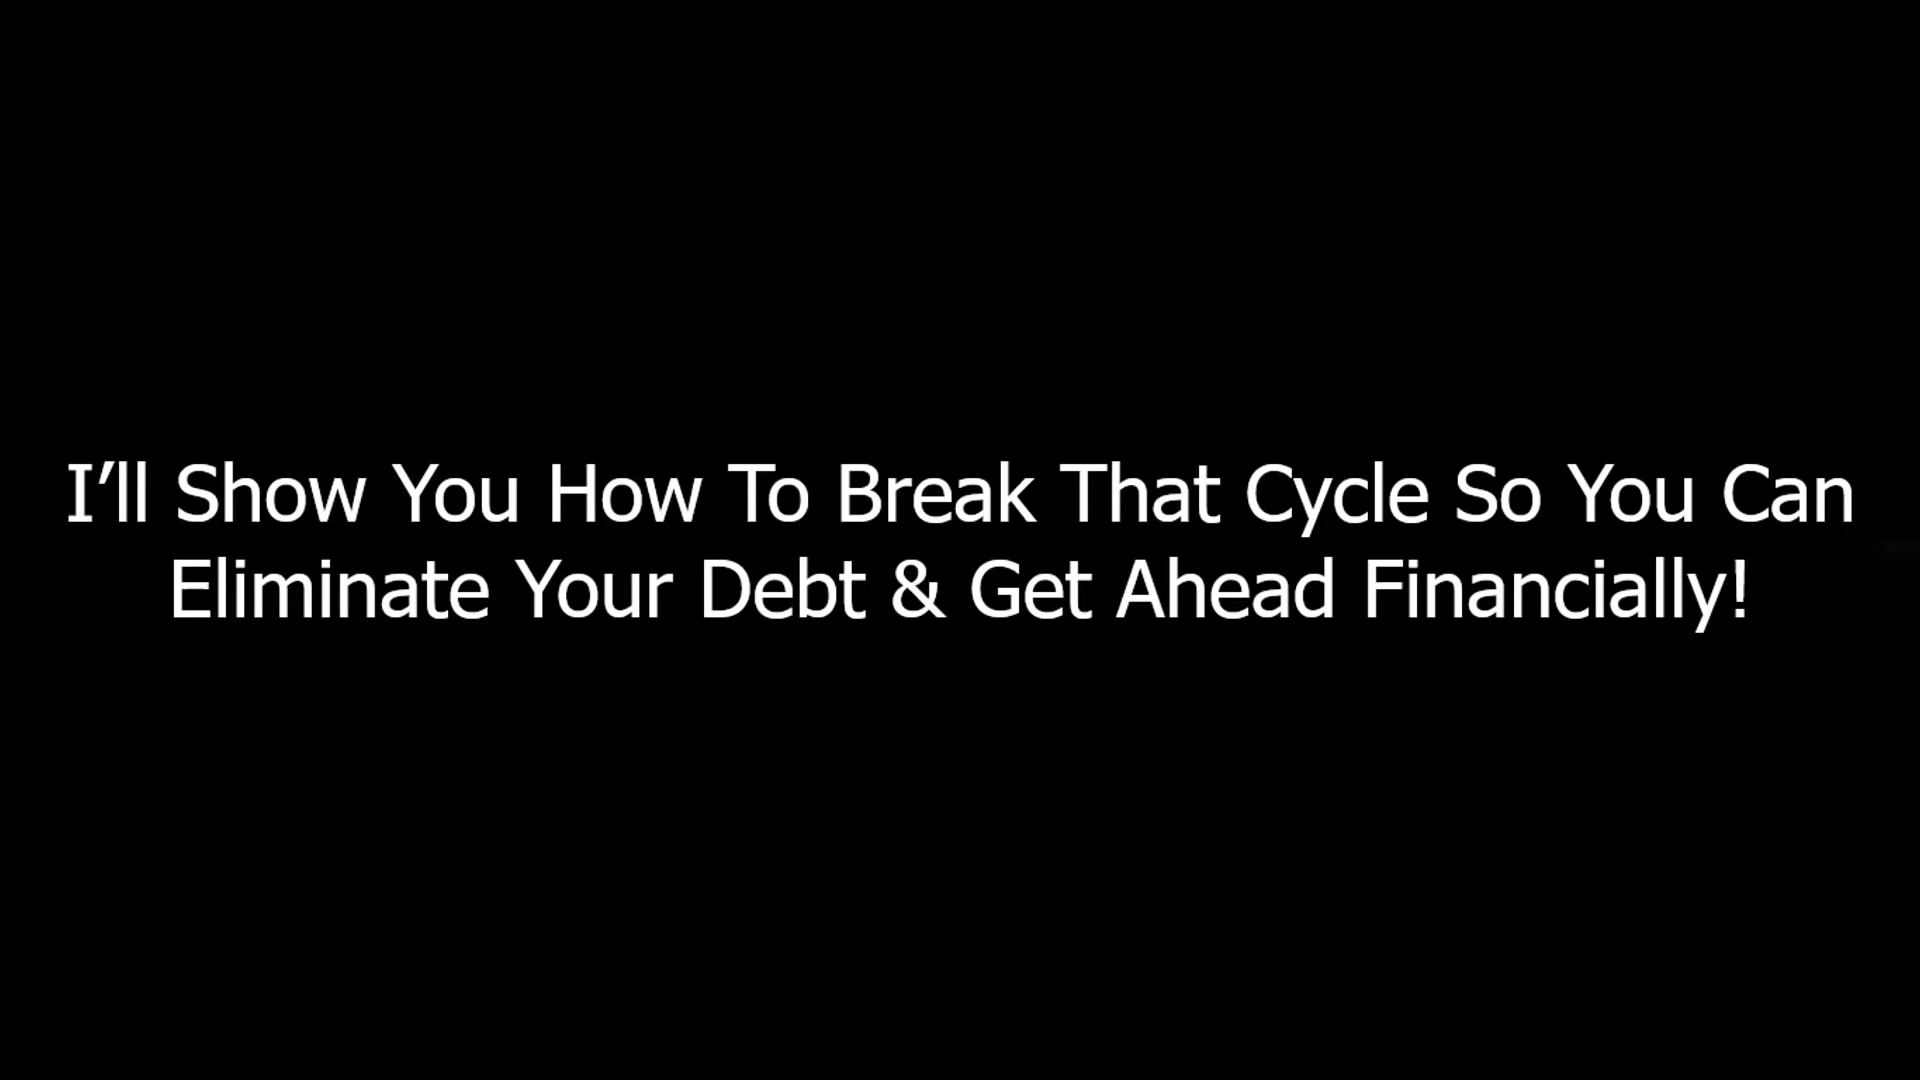 I’ll Show You How To Break That Cycle So You Can
Eliminate Your Debt & Get Ahead Financially!